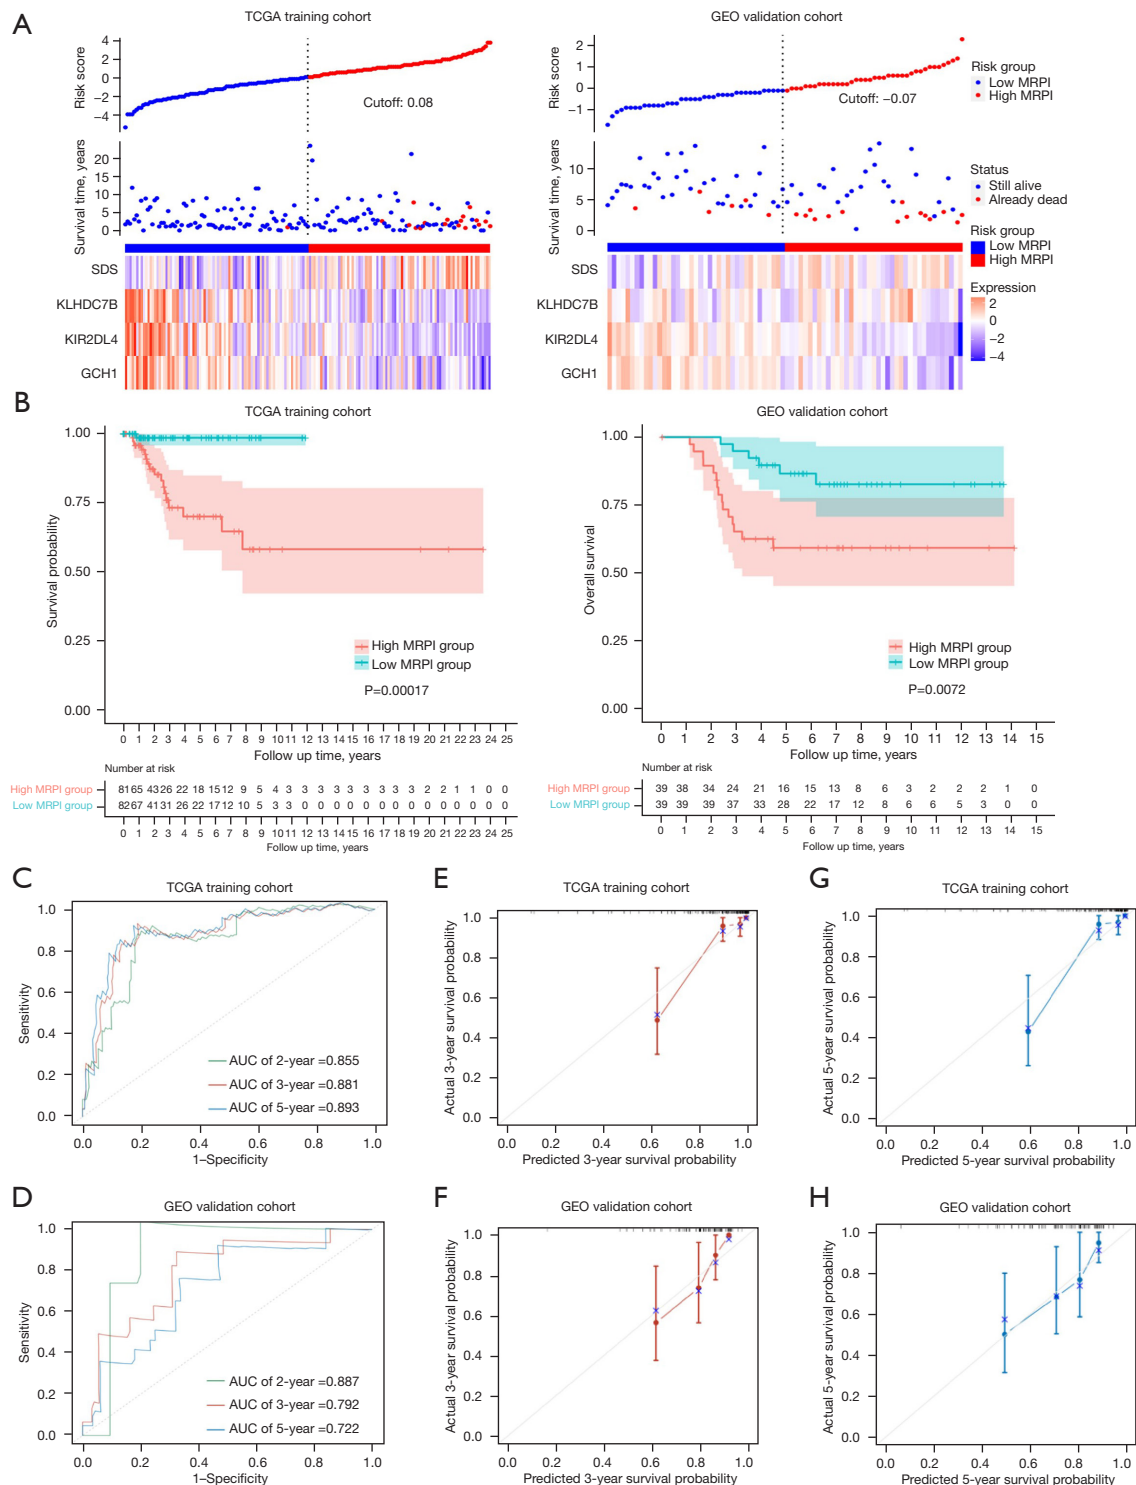 A
TCGA training cohort
GEO validation cohort
Risk score
4
2
0
−2
−4
Cutoff: 0.08
Risk score
2
1
0
−1
Cutoff: −0.07
Risk group
Low MRPI
High MRPI
Survival time, years
20
15
10
5
0
Survival time, years
10
5
0
Status
Still alive
Already dead
Risk group
Low MRPI
High MRPI
SDS
KLHDC7B
KIR2DL4
GCH1
SDS
KLHDC7B
KIR2DL4
GCH1
Expression
2
0
−2
−4
B
TCGA training cohort
Survival probability
1.00
0.75
0.50
0.25
0.00
High MRPI group
Low MRPI group
P=0.00017
0 1 2 3 4 5 6 7 8 9 10 11 12 13 14 15 16 17 18 19 20 21 22 23 24 25
Follow up time, years
Number at risk
High MRPI group 81 65 43 26 22 18 15 12 9 5 4 3 3 3 3 3 3 3 3 3 2 2 1 1 0 0
Low MRPI group 82 67 41 31 26 22 17 12 10 5 3 3 0 0 0 0 0 0 0 0 0 0 0 0 0 0
0 1 2 3 4 5 6 7 8 9 10 11 12 13 14 15 16 17 18 19 20 21 22 23 24 25
Follow up time, years
GEO validation cohort
Overall survival
1.00
0.75
0.50
0.25
0.00
High MRPI group
Low MRPI group
P=0.0072
0 1 2 3 4 5 6 7 8 9 10 11 12 13 14 15
Follow up time, years
Number at risk
High MRPI group 39 38 34 24 21 16 15 13 8 6 3 2 2 2 1 0
Low MRPI group 39 39 39 37 33 28 22 17 12 8 6 6 5 3 0 0
0 1 2 3 4 5 6 7 8 9 10 11 12 13 14 15
Follow up time, years
C
TCGA training cohort
Sensitivity
1.0
0.8
0.6
0.4
0.2
0.0
AUC of 2-year =0.855
AUC of 3-year =0.881
AUC of 5-year =0.893
0.0 0.2 0.4 0.6 0.8 1.0
1–Specificity
E
TCGA training cohort
Actual 3-year survival probability
1.0
0.8
0.6
0.4
0.2
0.0
0.0 0.2 0.4 0.6 0.8 1.0
Predicted 3-year survival probability
G
TCGA training cohort
Actual 5-year survival probability
1.0
0.8
0.6
0.4
0.2
0.0
0.0 0.2 0.4 0.6 0.8 1.0
Predicted 5-year survival probability
D
GEO validation cohort
Sensitivity
1.0
0.8
0.6
0.4
0.2
0.0
AUC of 2-year =0.887
AUC of 3-year =0.792
AUC of 5-year =0.722
0.0 0.2 0.4 0.6 0.8 1.0
1–Specificity
F
GEO validation cohort
Actual 3-year survival probability
1.0
0.8
0.6
0.4
0.2
0.0
0.0 0.2 0.4 0.6 0.8 1.0
Predicted 3-year survival probability
H
GEO validation cohort
Actual 5-year survival probability
1.0
0.8
0.6
0.4
0.2
0.0
0.0 0.2 0.4 0.6 0.8 1.0
Predicted 5-year survival probability